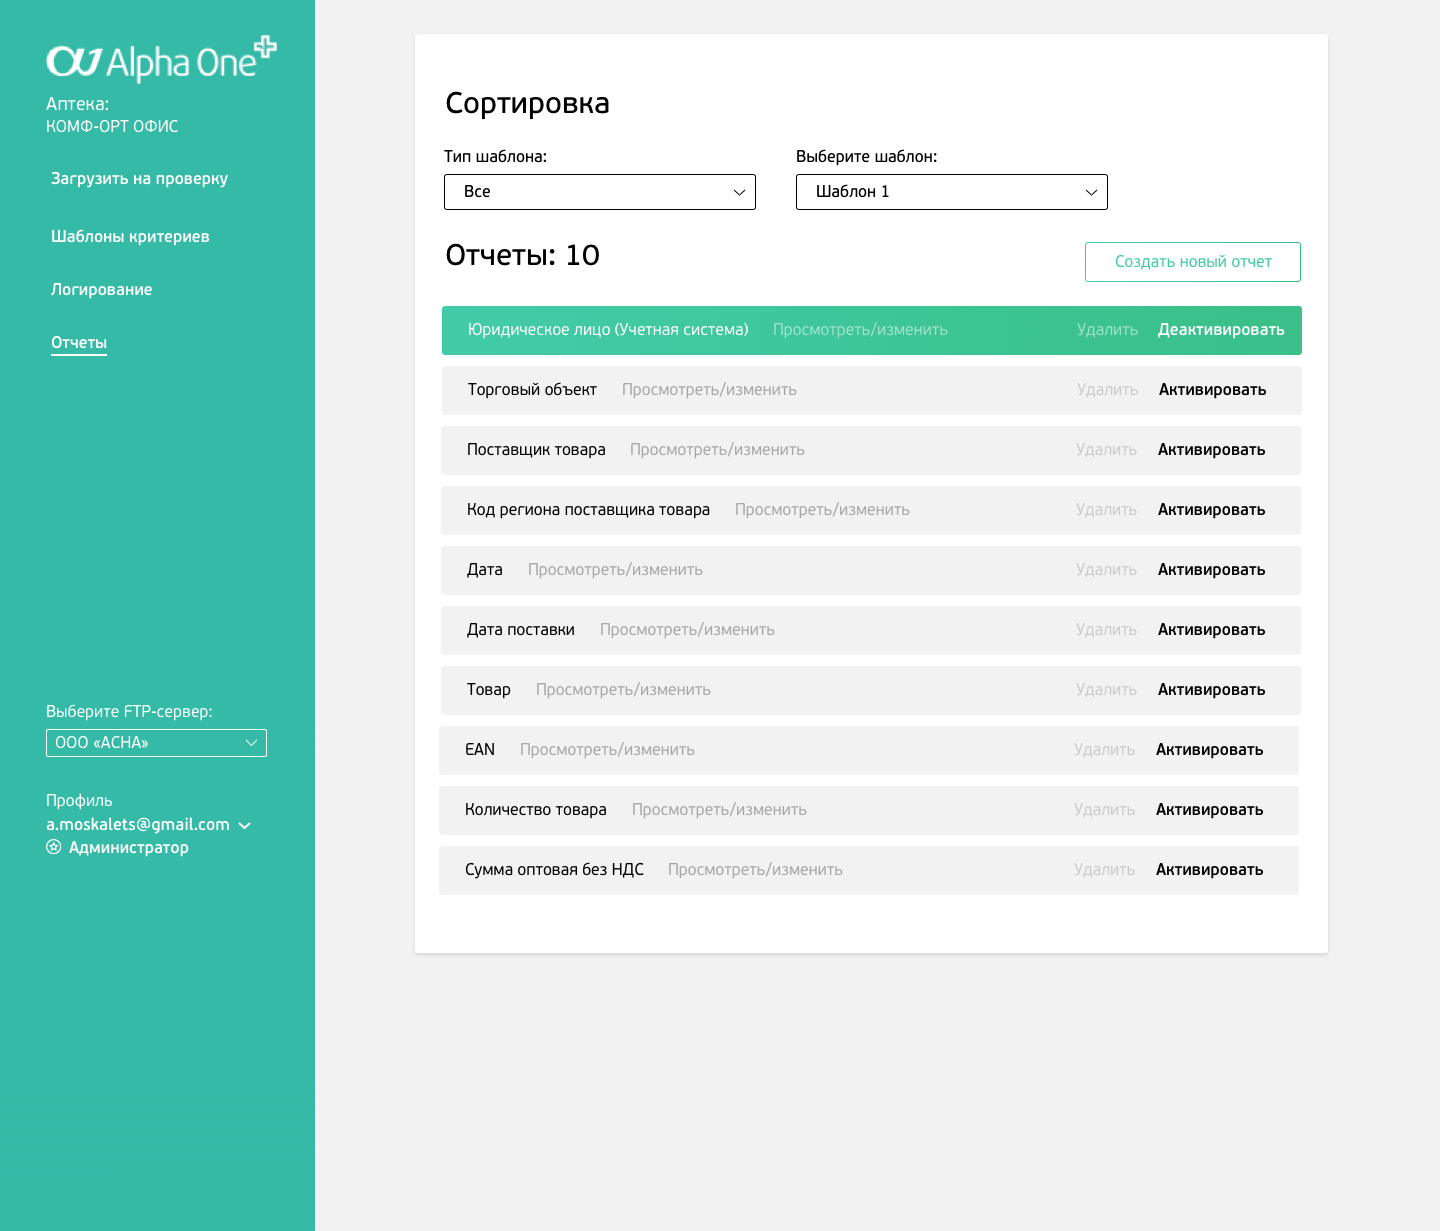 Alpha One
Аптека:
КОМФ-ОРТ ОФИС
Загрузить на проверку
Шаблоны критериев
Логирование
Отчеты
Выберите FTP-сервер:
ООО «АСНА»
Профиль
a.moskalets@gmail.com
Администратор
Сортировка
Тип шаблона: Выберите шаблон:
Все Шаблон 1
Отчеты: 10 Создать новый отчет
Юридическое лицо (Учетная система) Просмотреть/изменить Удалить Деактивировать
Торговый объект Просмотреть/изменить Удалить Активировать
Поставщик товара Просмотреть/изменить Удалить Активировать
Код региона поставщика товара Просмотреть/изменить Удалить Активировать
Дата Просмотреть/изменить Удалить Активировать
Дата поставки Просмотреть/изменить Удалить Активировать
Товар Просмотреть/изменить Удалить Активировать
EAN Просмотреть/изменить Удалить Активировать
Количество товара Просмотреть/изменить Удалить Активировать
Сумма оптовая без НДС Просмотреть/изменить Удалить Активировать